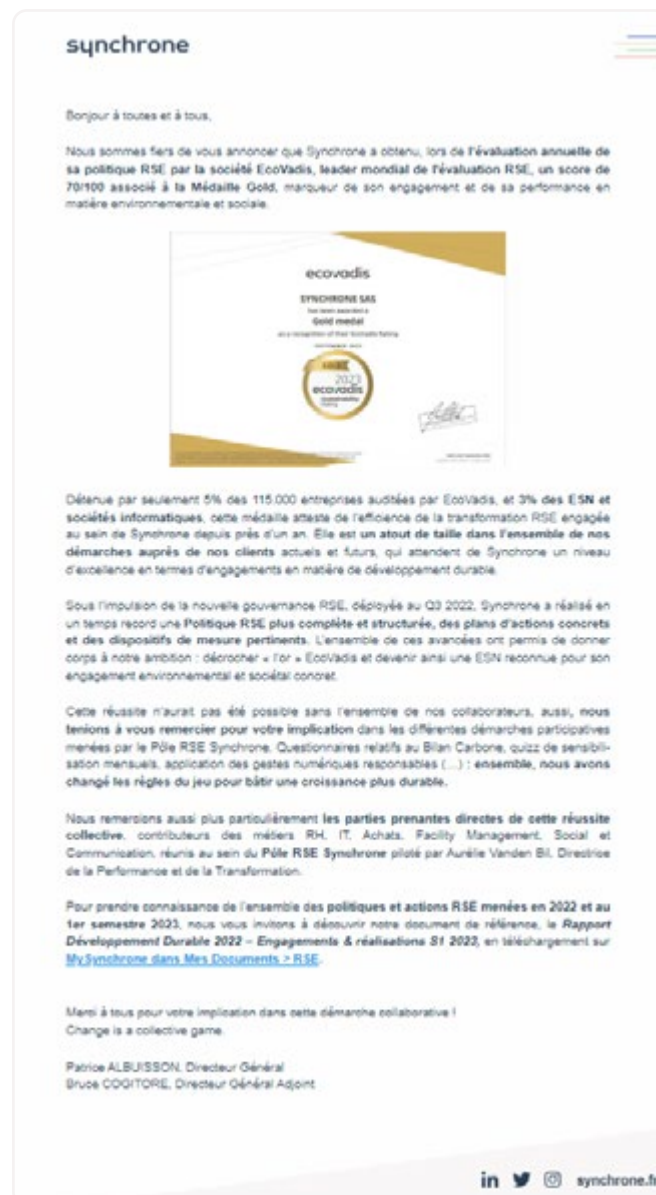 synchrone
Bonjour à toutes et à tous,
Nous sommes fiers de vous annoncer que Synchrone a obtenu, lors de l'évaluation annuelle de
sa politique RSE par la société EcoVadis, leader mondial de l'évaluation RSE, un score de
70/100 associé à la Médaille Gold, marqueur de son engagement et de sa performance en
matière environnementale et sociale.
ecovadis
SYNCHRONE SAS
has been awarded a
Gold medal
as a recognition of their EcoVadis Rating
2023
ecovadis
Sustainability
Rating
Détenue par seulement 5% des 115.000 entreprises auditées par EcoVadis, et 3% des ESN et
sociétés informatiques, cette médaille atteste de l'efficience de la transformation RSE engagée
au sein de Synchrone depuis près d'un an. Elle est un atout de taille dans l'ensemble de nos
démarches auprès de nos clients actuels et futurs, qui attendent de Synchrone un niveau
d'excellence en termes d'engagements en matière de développement durable.
Sous l'impulsion de la nouvelle gouvernance RSE, déployée au Q3 2022, Synchrone a réalisé en
un temps record une Politique RSE plus complète et structurée, des plans d'actions concrets
et des dispositifs de mesure pertinents. L'ensemble de ces avancées ont permis de donner
corps à notre ambition : décrocher « l'or » EcoVadis et devenir ainsi une ESN reconnue pour son
engagement environnemental et sociétal concret.
Cette réussite n'aurait pas été possible sans l'ensemble de nos collaborateurs, aussi, nous
tenions à vous remercier pour votre implication dans les différentes démarches participatives
menées par le Pôle RSE Synchrone. Questionnaires relatifs au Bilan Carbone, quizz de sensibili-
sation mensuels, application des gestes numériques responsables (…) : ensemble, nous avons
changé les règles du jeu pour bâtir une croissance plus durable.
Nous remercions aussi plus particulièrement les parties prenantes directes de cette réussite
collective, contributeurs des métiers RH, IT, Achats, Facility Management, Social et
Communication, réunis au sein du Pôle RSE Synchrone piloté par Aurélie Vanden Bil, Directrice
de la Performance et de la Transformation.
Pour prendre connaissance de l'ensemble des politiques et actions RSE menées en 2022 et au
1er semestre 2023, nous vous invitons à découvrir notre document de référence, le Rapport
Développement Durable 2022 – Engagements & réalisations S1 2023, en téléchargement sur
MySynchrone dans Mes Documents > RSE.
Merci à tous pour votre implication dans cette démarche collaborative !
Change is a collective game.
Patrice ALBUISSON, Directeur Général
Bruce COGITORE, Directeur Général Adjoint
in synchrone.fr